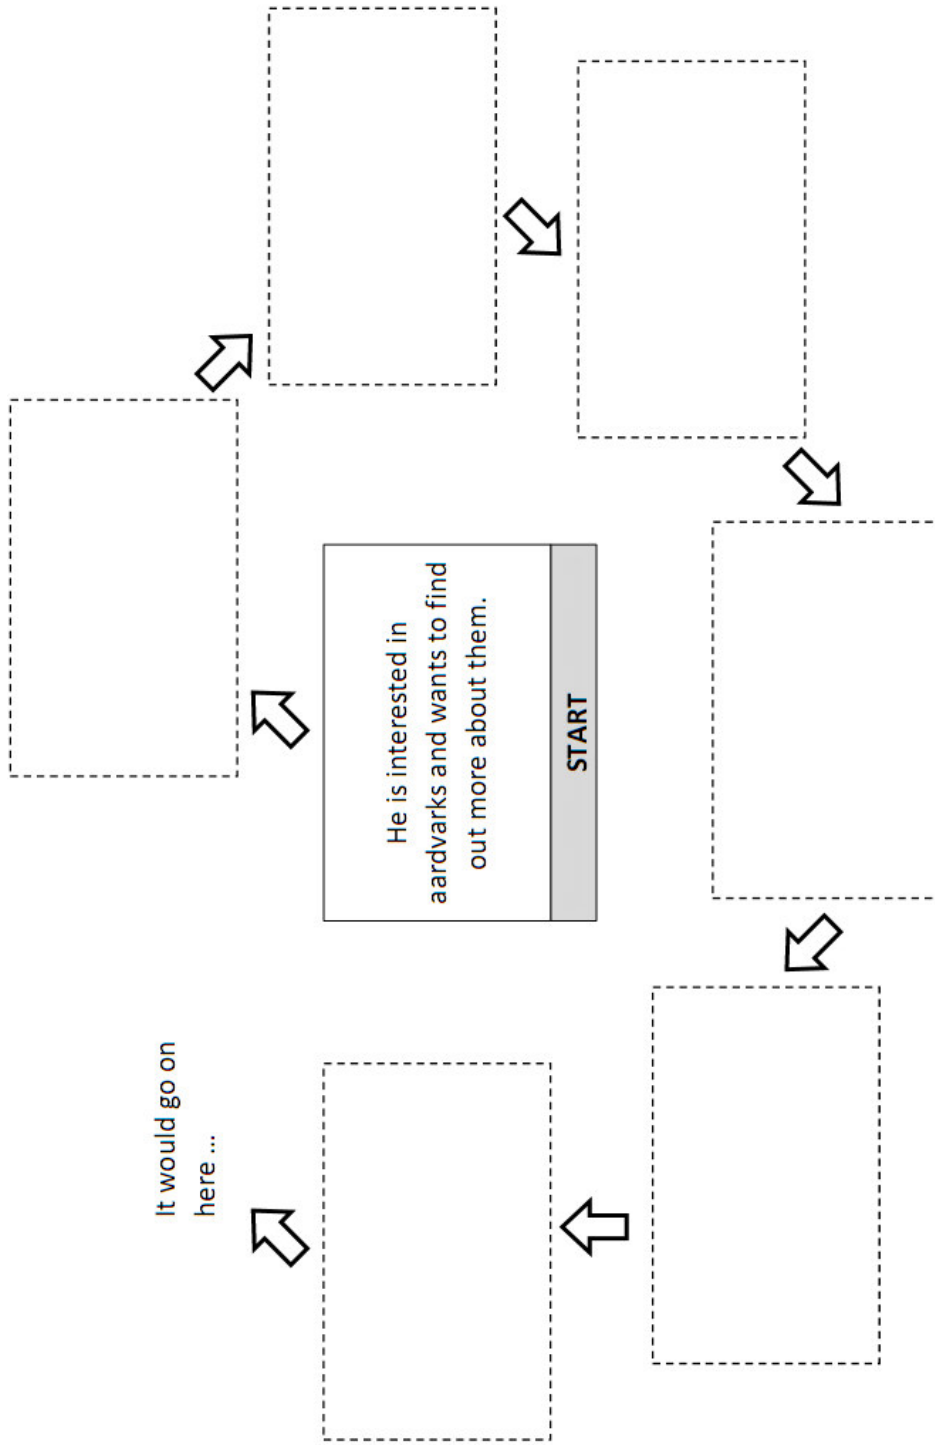 He is interested in
aardvarks and wants to find
out more about them.
START
It would go on
here ...